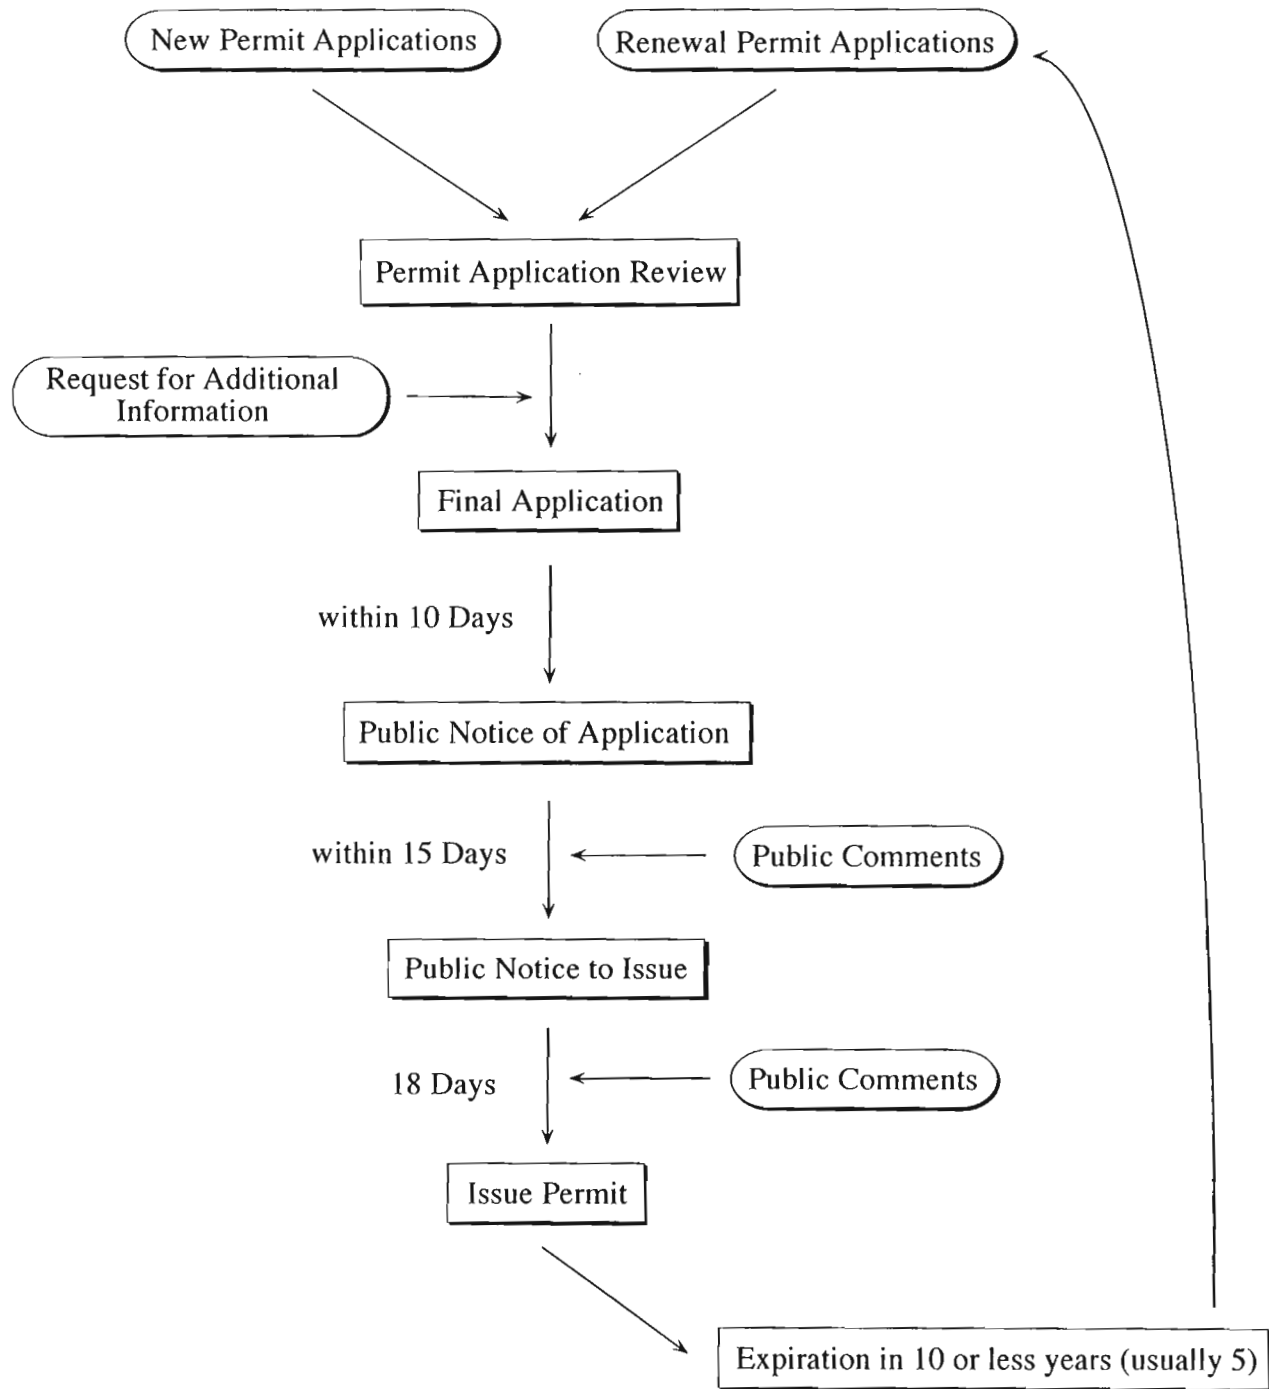 New Permit Applications
Renewal Permit Applications
Permit Application Review
Request for Additional
Information
Final Application
within 10 Days
Public Notice of Application
within 15 Days
Public Comments
Public Notice to Issue
18 Days
Public Comments
Issue Permit
Expiration in 10 or less years (usually 5)